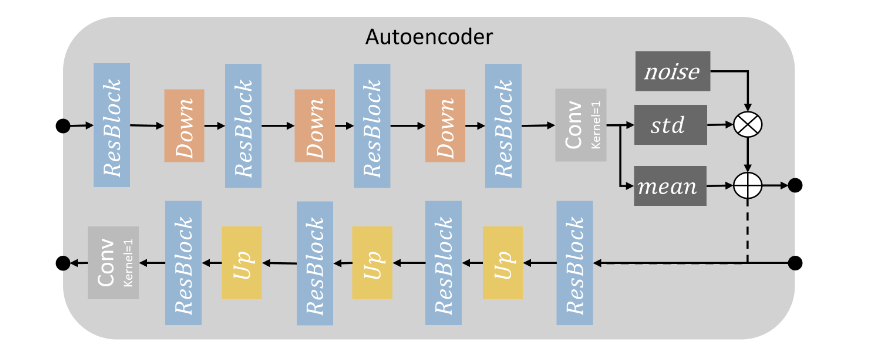 Autoencoder
ResBlock
Down
ResBlock
Down
ResBlock
Down
ResBlock
Conv
Kernel=1
noise
std
mean
Conv
Kernel=1
ResBlock
Up
ResBlock
Up
ResBlock
Up
ResBlock